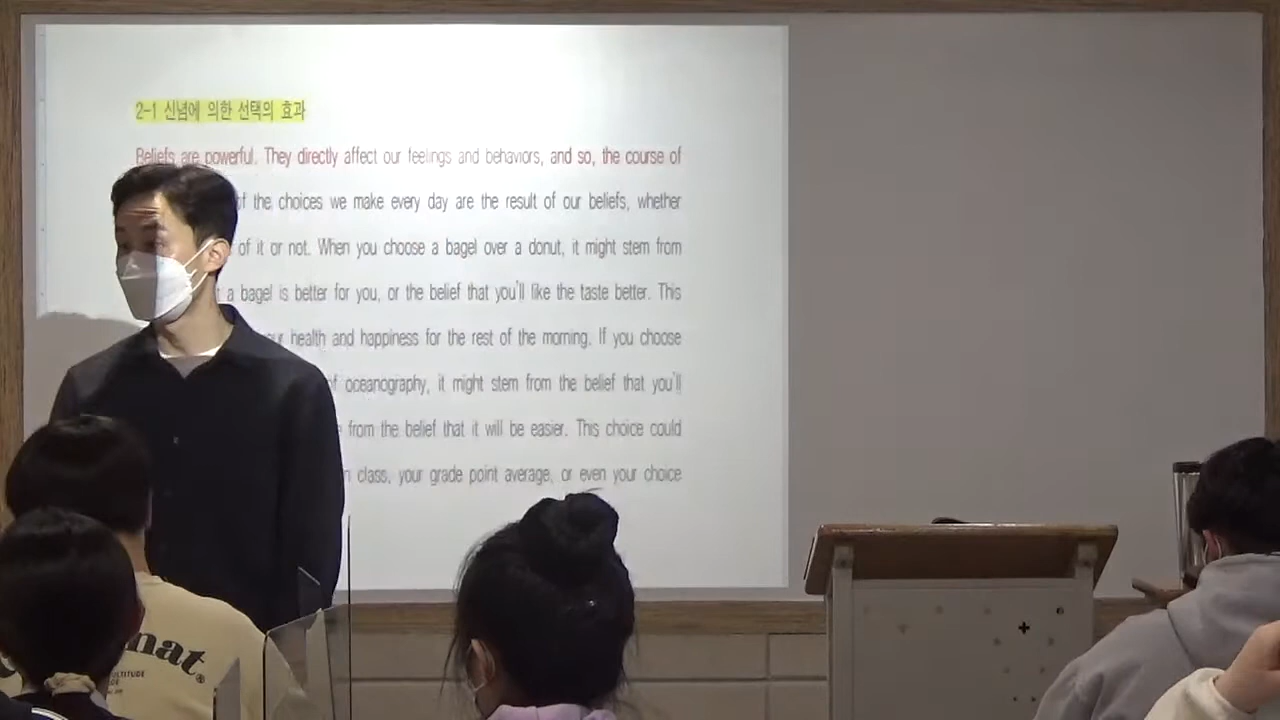 2-1 신념에 의한 선택의 효과
Beliefs are powerful. They directly affect our feelings and behaviors, and so, the course of
of the choices we make every day are the result of our beliefs, whether
of it or not. When you choose a bagel over a donut, it might stem from
a bagel is better for you, or the belief that you'll like the taste better. This
your health and happiness for the rest of the morning. If you choose
of oceanography, it might stem from the belief that you'll
from the belief that it will be easier. This choice could
class, your grade point average, or even your choice